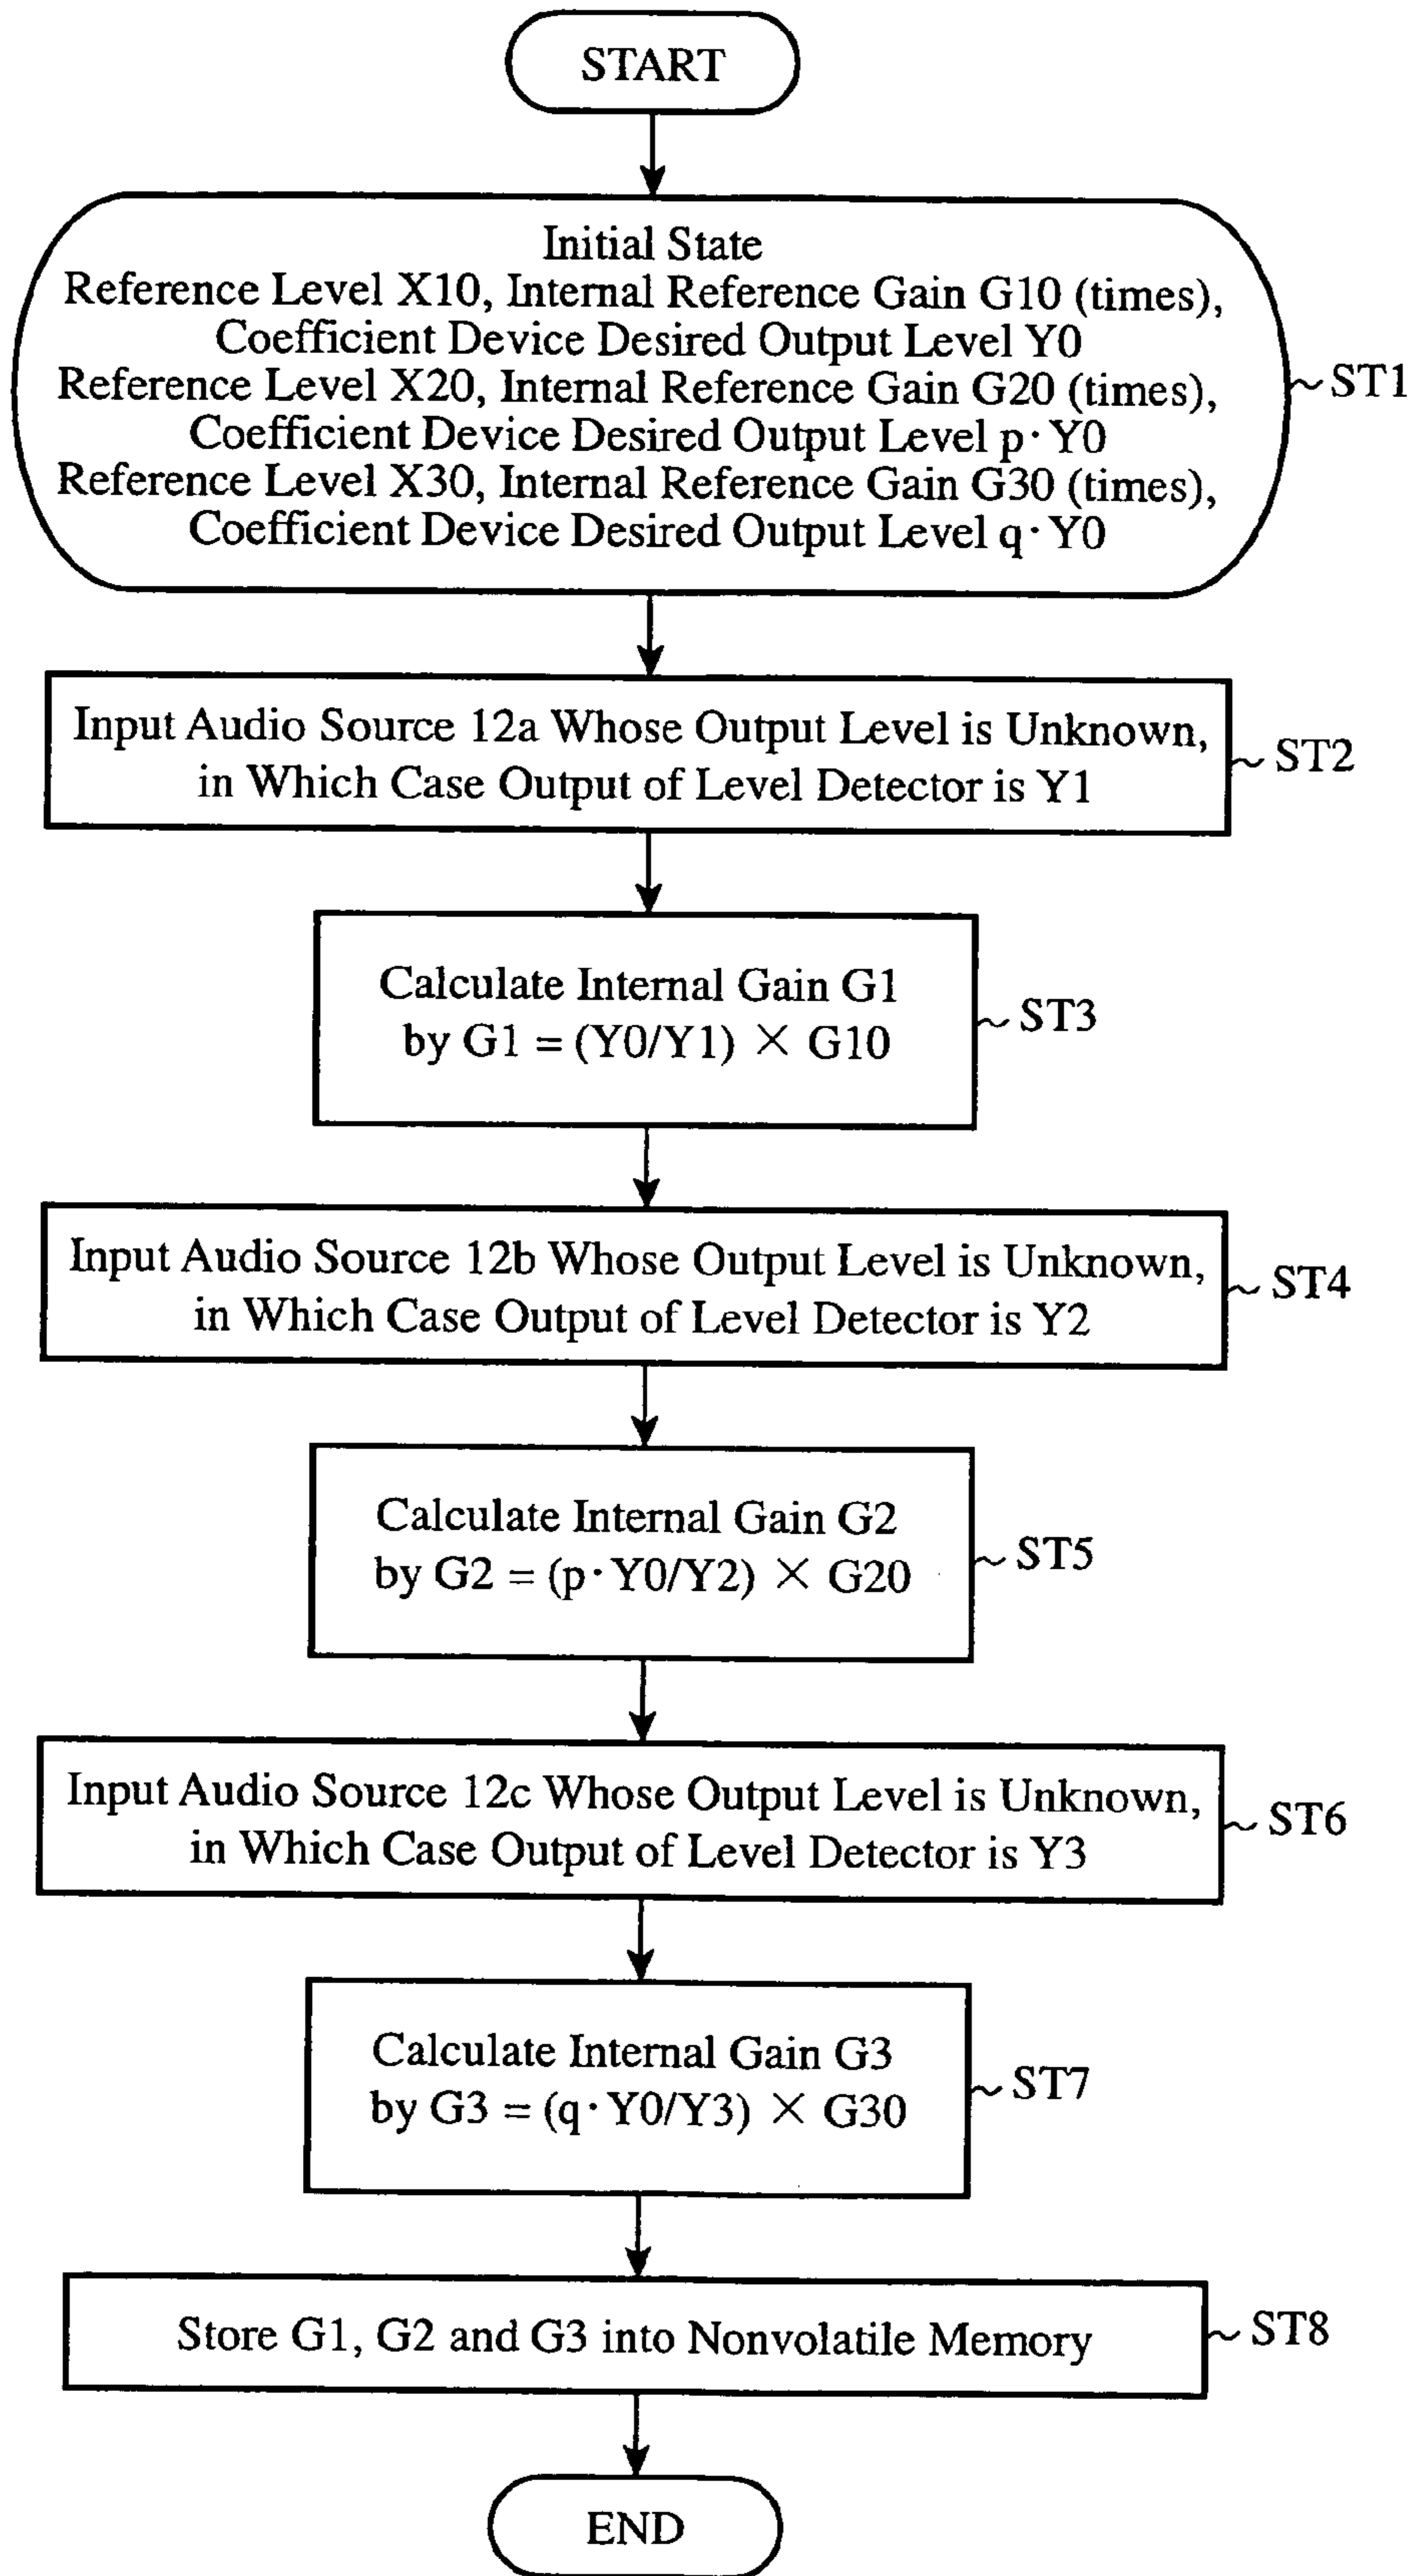 START
Initial State
Reference Level X10, Internal Reference Gain G10 (times),
Coefficient Device Desired Output Level Y0
Reference Level X20, Internal Reference Gain G20 (times),
Coefficient Device Desired Output Level p·Y0
Reference Level X30, Internal Reference Gain G30 (times),
Coefficient Device Desired Output Level q·Y0
ST1
Input Audio Source 12a Whose Output Level is Unknown,
in Which Case Output of Level Detector is Y1
ST2
Calculate Internal Gain G1
by G1 = (Y0/Y1) × G10
ST3
Input Audio Source 12b Whose Output Level is Unknown,
in Which Case Output of Level Detector is Y2
ST4
Calculate Internal Gain G2
by G2 = (p·Y0/Y2) × G20
ST5
Input Audio Source 12c Whose Output Level is Unknown,
in Which Case Output of Level Detector is Y3
ST6
Calculate Internal Gain G3
by G3 = (q·Y0/Y3) × G30
ST7
Store G1, G2 and G3 into Nonvolatile Memory
ST8
END